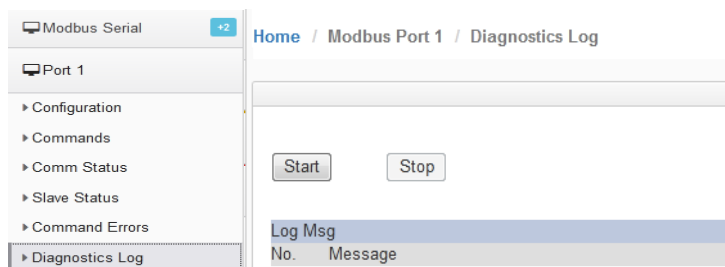 Modbus Serial +2
Port 1
Configuration
Commands
Comm Status
Slave Status
Command Errors
Diagnostics Log
Home / Modbus Port 1 / Diagnostics Log
Start Stop
Log Msg
No. Message